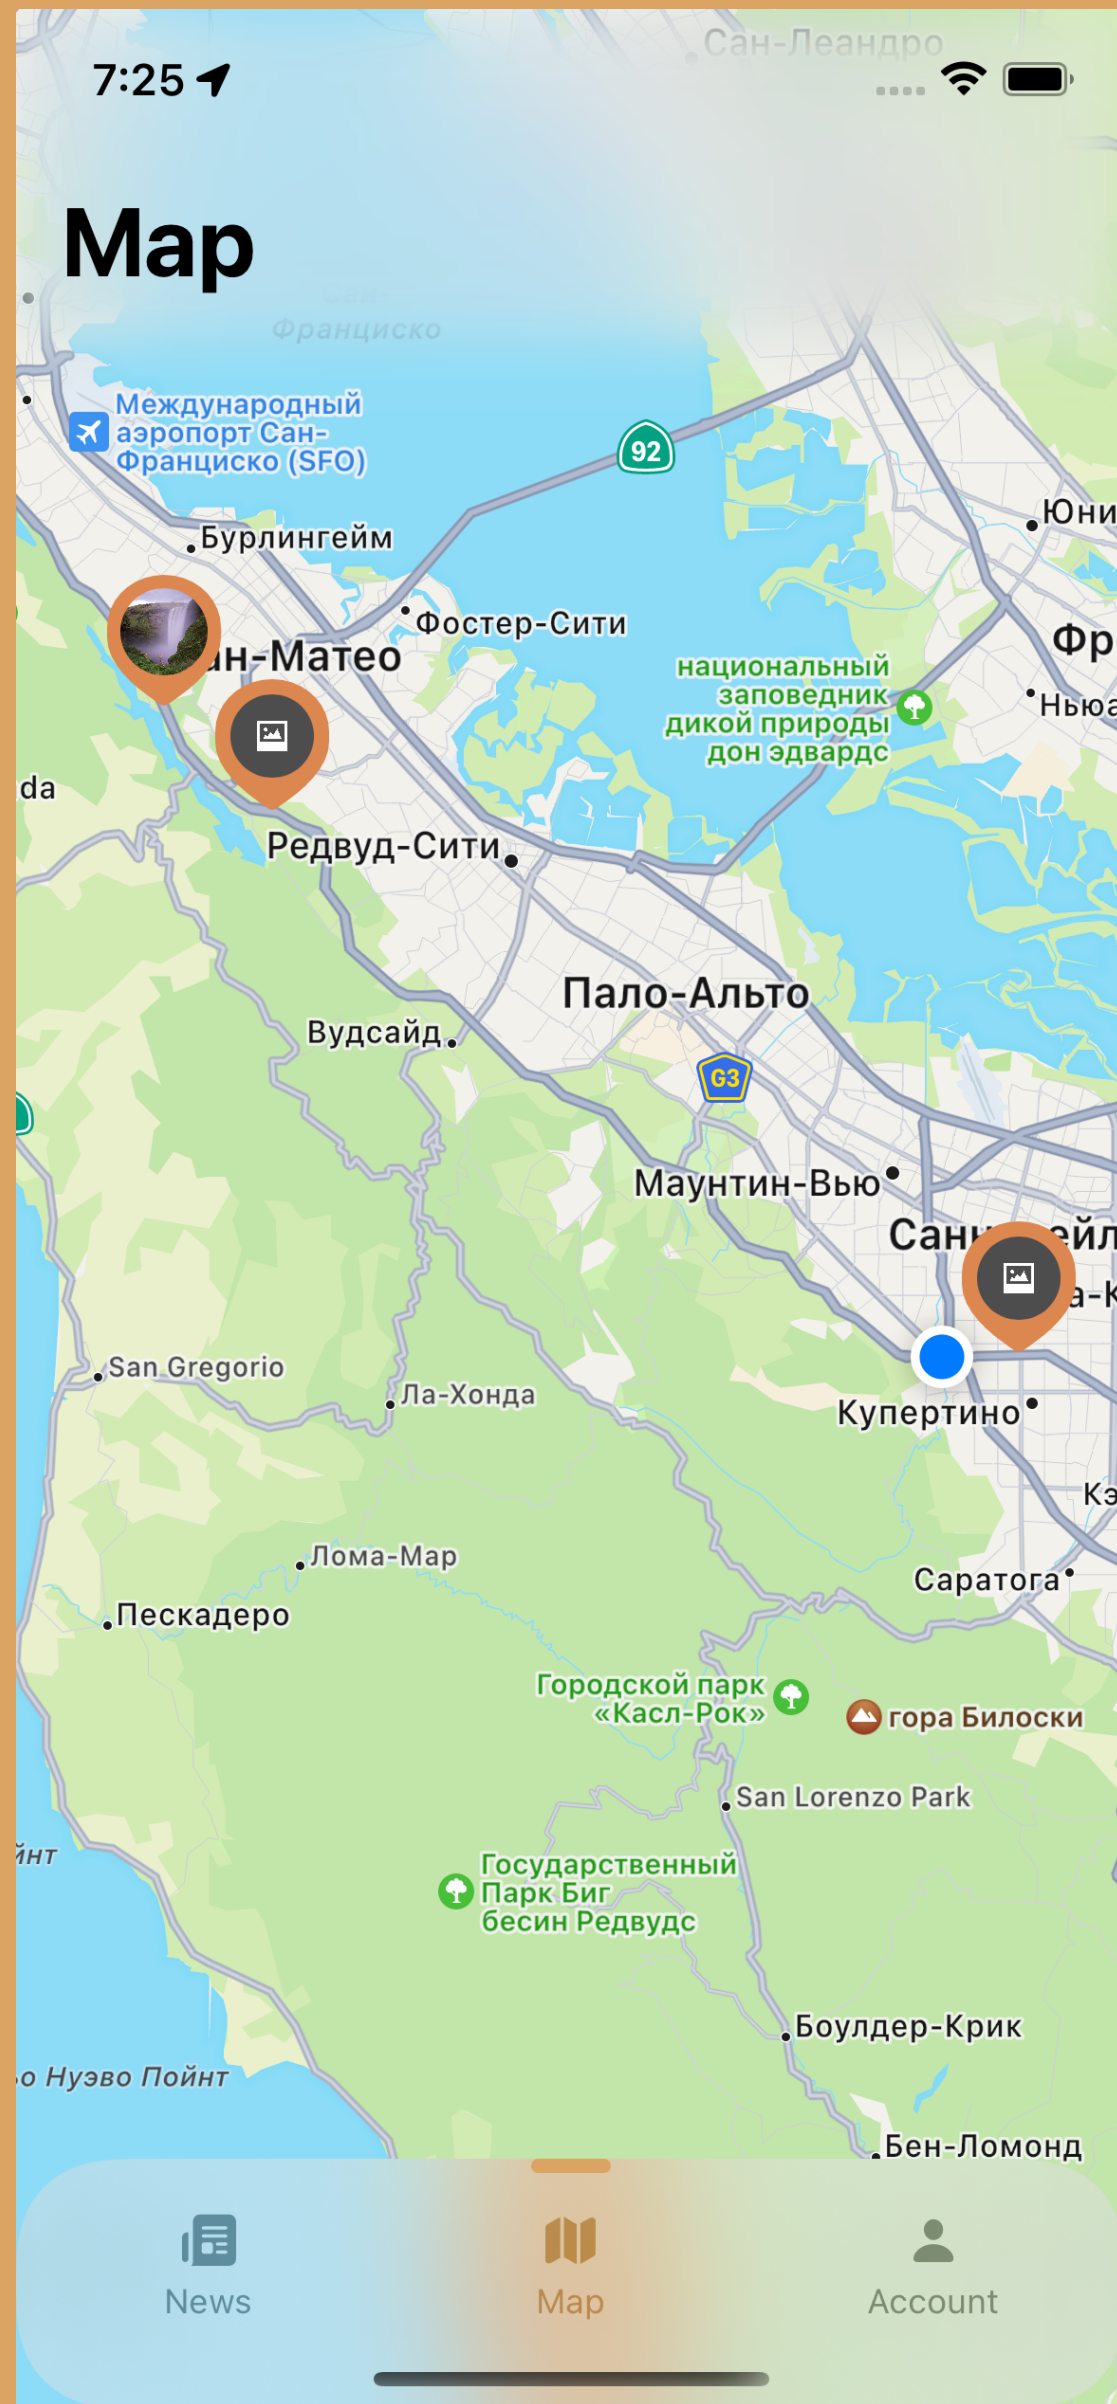 Сан-Леандро
7:25
Map
Сан-
Франциско
Международный
аэропорт Сан-
Франциско (SFO)
92
Юни
Бурлингейм
Фостер-Сити
ан-Матео
Фр
национальный
заповедник
дикой природы
дон эдвардс
Ньюа
da
Редвуд-Сити
Пало-Альто
Вудсайд
G3
Маунтин-Вью
Санн ейл
а-К
San Gregorio
Ла-Хонда
Купертино
Кэ
Лома-Мар
Саратога
Пескадеро
Городской парк
«Касл-Рок»
гора Билоски
San Lorenzo Park
йнт
Государственный
Парк Биг
бесин Редвудс
Боулдер-Крик
ьо Нуэво Пойнт
Бен-Ломонд
News
Map
Account